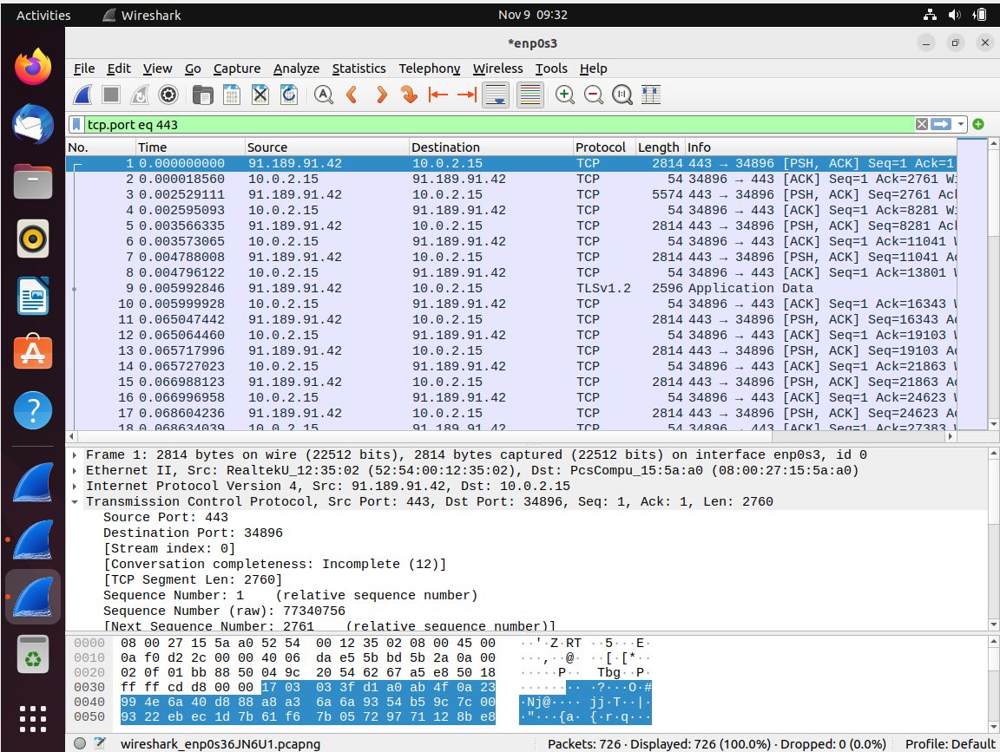 Activities Wireshark Nov 9 09:32
*enp0s3
File Edit View Go Capture Analyze Statistics Telephony Wireless Tools Help
tcp.port eq 443
No. Time Source Destination Protocol Length Info
1 0.000000000 91.189.91.42 10.0.2.15 TCP 2814 443 → 34896 [PSH, ACK] Seq=1 Ack=1
2 0.000018560 10.0.2.15 91.189.91.42 TCP 54 34896 → 443 [ACK] Seq=1 Ack=2761 Wi
3 0.002529111 91.189.91.42 10.0.2.15 TCP 5574 443 → 34896 [PSH, ACK] Seq=2761 Ack
4 0.002595093 10.0.2.15 91.189.91.42 TCP 54 34896 → 443 [ACK] Seq=1 Ack=8281 Wi
5 0.003566335 91.189.91.42 10.0.2.15 TCP 2814 443 → 34896 [PSH, ACK] Seq=8281 Ack
6 0.003573065 10.0.2.15 91.189.91.42 TCP 54 34896 → 443 [ACK] Seq=1 Ack=11041 W
7 0.004788008 91.189.91.42 10.0.2.15 TCP 2814 443 → 34896 [PSH, ACK] Seq=11041 Ac
8 0.004796122 10.0.2.15 91.189.91.42 TCP 54 34896 → 443 [ACK] Seq=1 Ack=13801 W
9 0.005992846 91.189.91.42 10.0.2.15 TLSv1.2 2596 Application Data
10 0.005999928 10.0.2.15 91.189.91.42 TCP 54 34896 → 443 [ACK] Seq=1 Ack=16343 W
11 0.065047442 91.189.91.42 10.0.2.15 TCP 2814 443 → 34896 [PSH, ACK] Seq=16343 Ac
12 0.065064460 10.0.2.15 91.189.91.42 TCP 54 34896 → 443 [ACK] Seq=1 Ack=19103 W
13 0.065717996 91.189.91.42 10.0.2.15 TCP 2814 443 → 34896 [PSH, ACK] Seq=19103 Ac
14 0.065727023 10.0.2.15 91.189.91.42 TCP 54 34896 → 443 [ACK] Seq=1 Ack=21863 W
15 0.066988123 91.189.91.42 10.0.2.15 TCP 2814 443 → 34896 [PSH, ACK] Seq=21863 Ac
16 0.066996958 10.0.2.15 91.189.91.42 TCP 54 34896 → 443 [ACK] Seq=1 Ack=24623 W
17 0.068604236 91.189.91.42 10.0.2.15 TCP 2814 443 → 34896 [PSH, ACK] Seq=24623 Ac
18 0.068634039 10.0.2.15 91.189.91.42 TCP 54 34896 → 443 [ACK] Seq=1 Ack=27383 W
Frame 1: 2814 bytes on wire (22512 bits), 2814 bytes captured (22512 bits) on interface enp0s3, id 0
Ethernet II, Src: RealtekU_12:35:02 (52:54:00:12:35:02), Dst: PcsCompu_15:5a:a0 (08:00:27:15:5a:a0)
Internet Protocol Version 4, Src: 91.189.91.42, Dst: 10.0.2.15
Transmission Control Protocol, Src Port: 443, Dst Port: 34896, Seq: 1, Ack: 1, Len: 2760
Source Port: 443
Destination Port: 34896
[Stream index: 0]
[Conversation completeness: Incomplete (12)]
[TCP Segment Len: 2760]
Sequence Number: 1 (relative sequence number)
Sequence Number (raw): 77340756
[Next Sequence Number: 2761 (relative sequence number)]
0000 08 00 27 15 5a a0 52 54 00 12 35 02 08 00 45 00 ··'·Z·RT ··5···E·
0010 0a f0 d2 2c 00 00 40 06 da e5 5b bd 5b 2a 0a 00 ···,··@· ··[·[*··
0020 02 0f 01 bb 88 50 04 9c 20 54 62 67 a5 e8 50 18 ·····P··  Tbg··P·
0030 ff ff cd d8 00 00 17 03 03 3f d1 a0 ab 4f 0a 23 ········ ·?···O·#
0040 99 4e 6a 40 d8 88 a8 a3 6a 6a 93 54 b5 9c 7c 00 ·Nj@···· jj·T··|·
0050 93 22 eb ec 1d 7b 61 f6 7b 05 72 97 71 12 8b e8 ·"···{a· {·r·q···
wireshark_enp0s36JN6U1.pcapng Packets: 726 · Displayed: 726 (100.0%) · Dropped: 0 (0.0%) Profile: Default